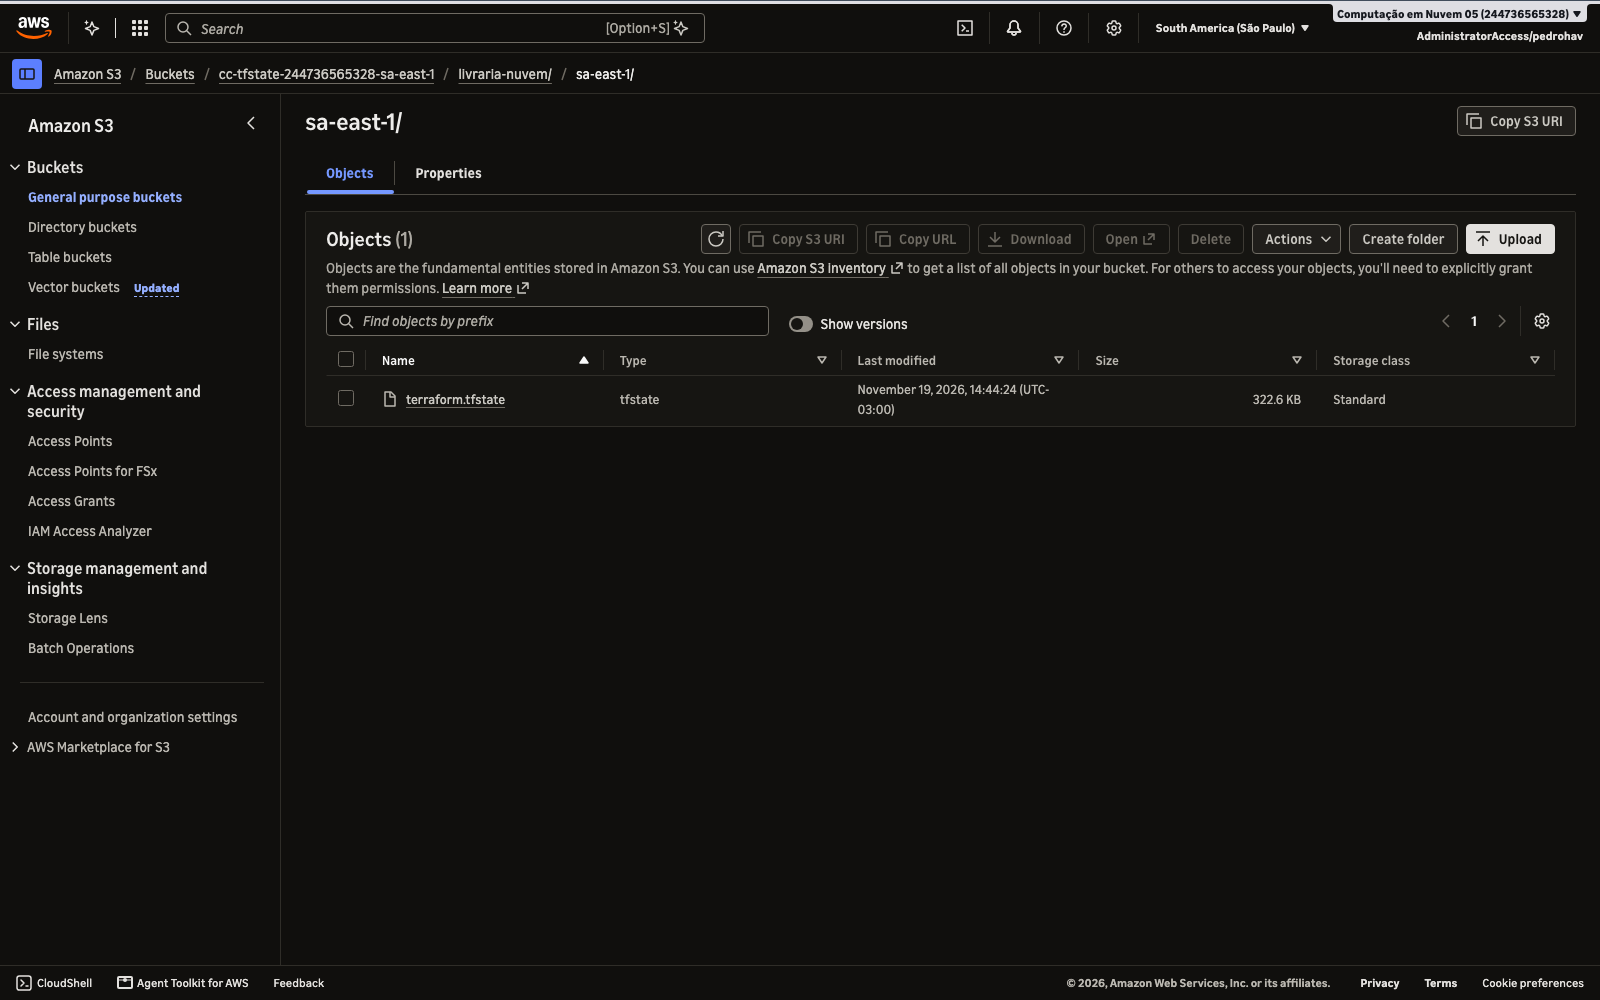 aws
Search
[Option+S]
South America (São Paulo)
Computação em Nuvem 05 (244736565328)
AdministratorAccess/pedrohav
Amazon S3 / Buckets / cc-tfstate-244736565328-sa-east-1 / livraria-nuvem/ / sa-east-1/
Amazon S3
Buckets
General purpose buckets
Directory buckets
Table buckets
Vector buckets Updated
Files
File systems
Access management and
security
Access Points
Access Points for FSx
Access Grants
IAM Access Analyzer
Storage management and
insights
Storage Lens
Batch Operations
Account and organization settings
AWS Marketplace for S3
sa-east-1/
Copy S3 URI
Objects
Properties
Objects (1)
Copy S3 URI
Copy URL
Download
Open
Delete
Actions
Create folder
Upload
Objects are the fundamental entities stored in Amazon S3. You can use Amazon S3 inventory to get a list of all objects in your bucket. For others to access your objects, you'll need to explicitly grant
them permissions. Learn more
Find objects by prefix
Show versions
1
Name Type Last modified Size Storage class
terraform.tfstate tfstate November 19, 2026, 14:44:24 (UTC-
03:00) 322.6 KB Standard
CloudShell Agent Toolkit for AWS Feedback
© 2026, Amazon Web Services, Inc. or its affiliates. Privacy Terms Cookie preferences